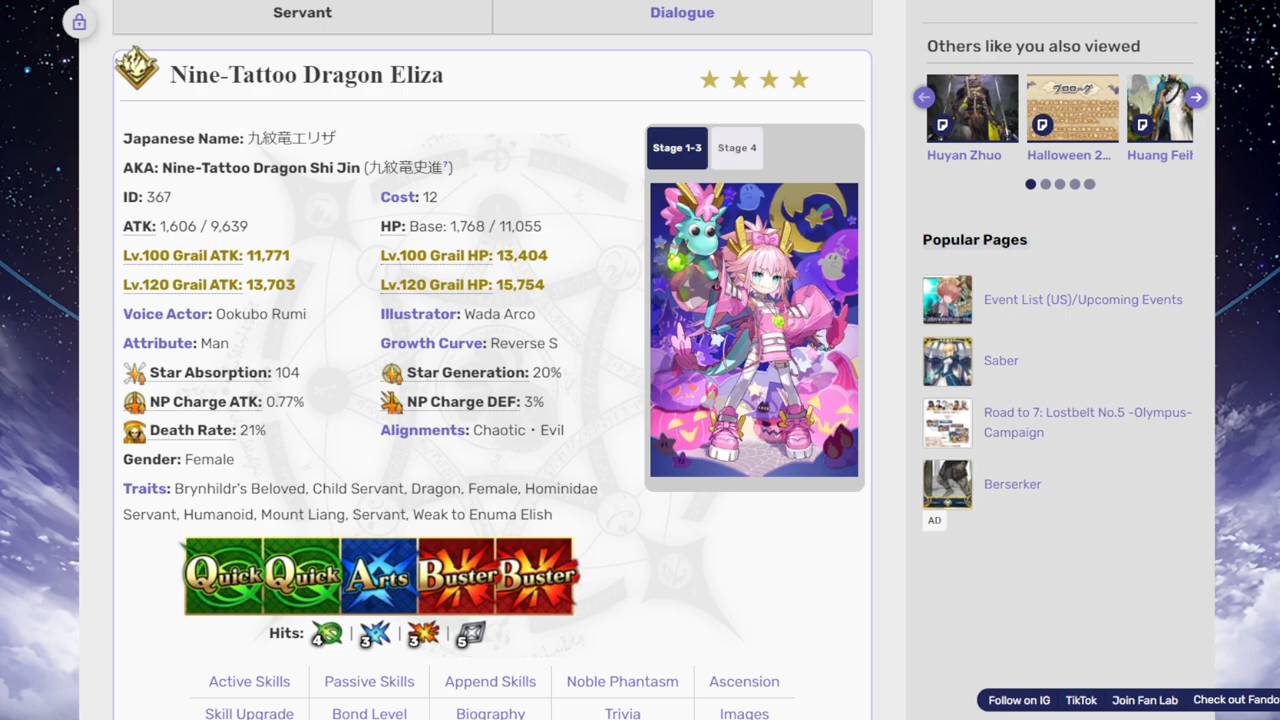 Servant
Dialogue
Nine-Tattoo Dragon Eliza
Japanese Name: 九紋竜エリザ
AKA: Nine-Tattoo Dragon Shi Jin (九紋竜史進?)
ID: 367
Cost: 12
ATK: 1,606 / 9,639
HP: Base: 1,768 / 11,055
Lv.100 Grail ATK: 11,771
Lv.100 Grail HP: 13,404
Lv.120 Grail ATK: 13,703
Lv.120 Grail HP: 15,754
Voice Actor: Ookubo Rumi
Illustrator: Wada Arco
Attribute: Man
Growth Curve: Reverse S
Star Absorption: 104
Star Generation: 20%
NP Charge ATK: 0.77%
NP Charge DEF: 3%
Death Rate: 21%
Alignments: Chaotic・Evil
Gender: Female
Traits: Brynhildr's Beloved, Child Servant, Dragon, Female, Hominidae
Servant, Humanoid, Mount Liang, Servant, Weak to Enuma Elish
Stage 1-3
Stage 4
Quick Quick Arts Buster Buster
Hits: 4 | 3 | 3 | 5
Active Skills
Passive Skills
Append Skills
Noble Phantasm
Ascension
Skill Upgrade
Bond Level
Biography
Trivia
Images
Others like you also viewed
プロローグ
Huyan Zhuo
Halloween 2...
Huang Feih
Popular Pages
Event List (US)/Upcoming Events
Saber
Road to 7: Lostbelt No.5 -Olympus-
Campaign
Berserker
AD
Follow on IG
TikTok
Join Fan Lab
Check out Fando